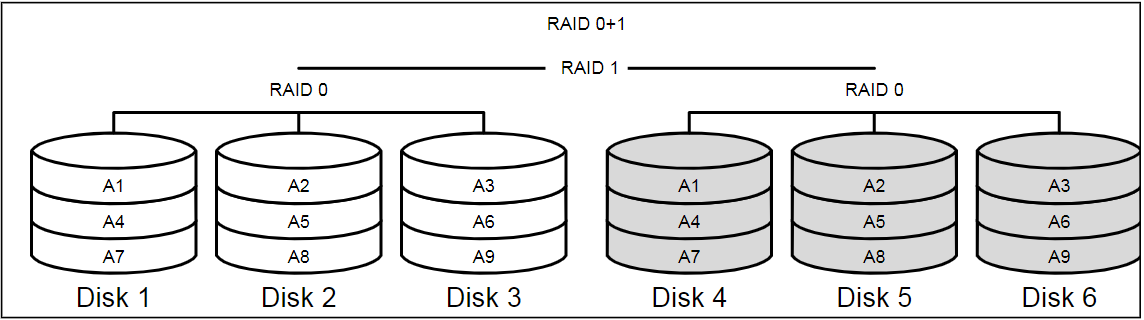 RAID 0+1
RAID 1
RAID 0 RAID 0
A1 A2 A3 A1 A2 A3
A4 A5 A6 A4 A5 A6
A7 A8 A9 A7 A8 A9
Disk 1 Disk 2 Disk 3 Disk 4 Disk 5 Disk 6